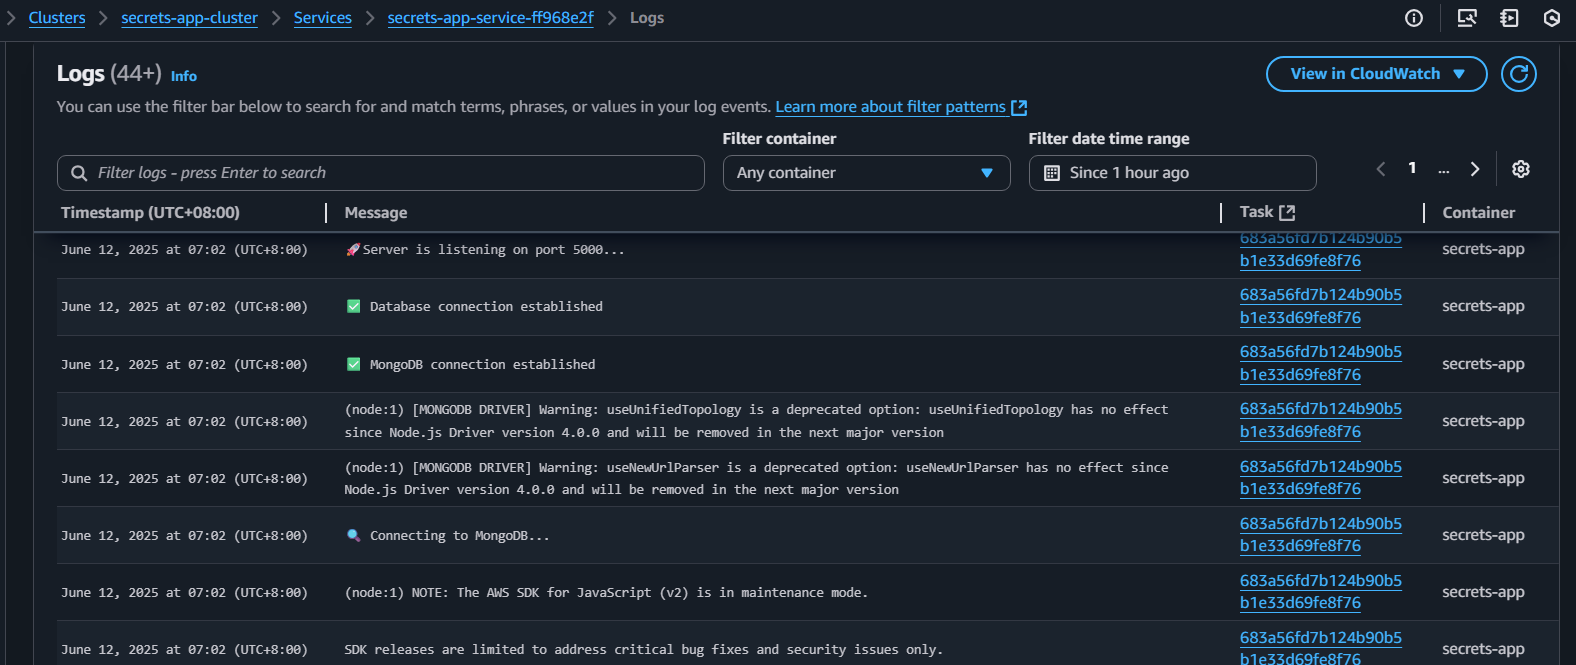 Clusters > secrets-app-cluster > Services > secrets-app-service-ff968e2f > Logs
Logs (44+) Info
View in CloudWatch
You can use the filter bar below to search for and match terms, phrases, or values in your log events. Learn more about filter patterns
Filter container
Filter date time range
Filter logs - press Enter to search
Any container
Since 1 hour ago
1 ...
Timestamp (UTC+08:00) Message Task Container
June 12, 2025 at 07:02 (UTC+8:00) 🚀Server is listening on port 5000... 683a56fd7b124b90b5 secrets-app
b1e33d69fe8f76
June 12, 2025 at 07:02 (UTC+8:00) ✅ Database connection established 683a56fd7b124b90b5 secrets-app
b1e33d69fe8f76
June 12, 2025 at 07:02 (UTC+8:00) ✅ MongoDB connection established 683a56fd7b124b90b5 secrets-app
b1e33d69fe8f76
June 12, 2025 at 07:02 (UTC+8:00) (node:1) [MONGODB DRIVER] Warning: useUnifiedTopology is a deprecated option: useUnifiedTopology has no effect 683a56fd7b124b90b5 secrets-app
since Node.js Driver version 4.0.0 and will be removed in the next major version b1e33d69fe8f76
June 12, 2025 at 07:02 (UTC+8:00) (node:1) [MONGODB DRIVER] Warning: useNewUrlParser is a deprecated option: useNewUrlParser has no effect since 683a56fd7b124b90b5 secrets-app
Node.js Driver version 4.0.0 and will be removed in the next major version b1e33d69fe8f76
June 12, 2025 at 07:02 (UTC+8:00) 🔍 Connecting to MongoDB... 683a56fd7b124b90b5 secrets-app
b1e33d69fe8f76
June 12, 2025 at 07:02 (UTC+8:00) (node:1) NOTE: The AWS SDK for JavaScript (v2) is in maintenance mode. 683a56fd7b124b90b5 secrets-app
b1e33d69fe8f76
June 12, 2025 at 07:02 (UTC+8:00) SDK releases are limited to address critical bug fixes and security issues only. 683a56fd7b124b90b5 secrets-app
b1e33d69fe8f76